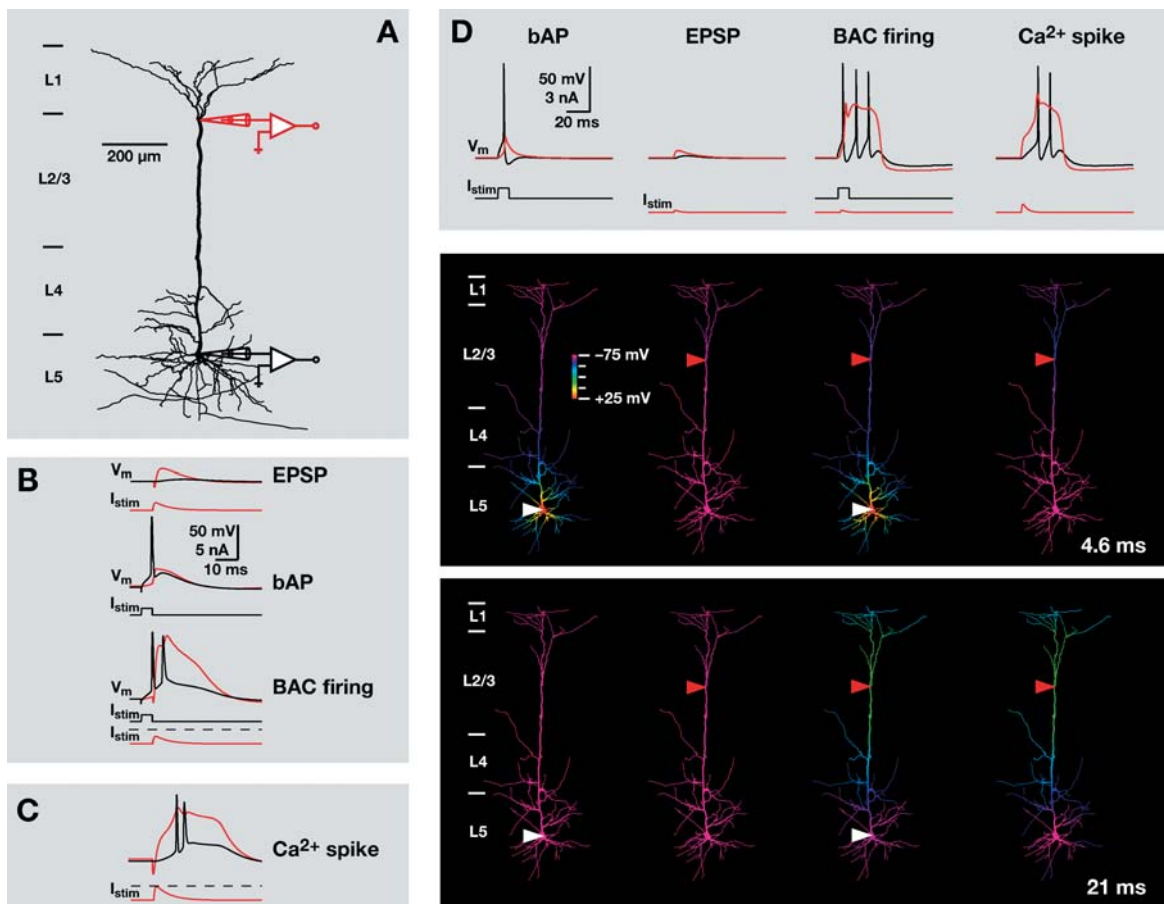 A
L1
200 µm
L2/3
L4
L5
B
Vm
EPSP
Istim
50 mV
5 nA
10 ms
Vm
bAP
Istim
Vm
BAC firing
Istim
Istim
C
Ca2+ spike
Istim
D
bAP
EPSP
BAC firing
Ca2+ spike
50 mV
3 nA
20 ms
Vm
Istim
Istim
L1
L2/3
−75 mV
+25 mV
L4
L5
4.6 ms
L1
L2/3
L4
L5
21 ms